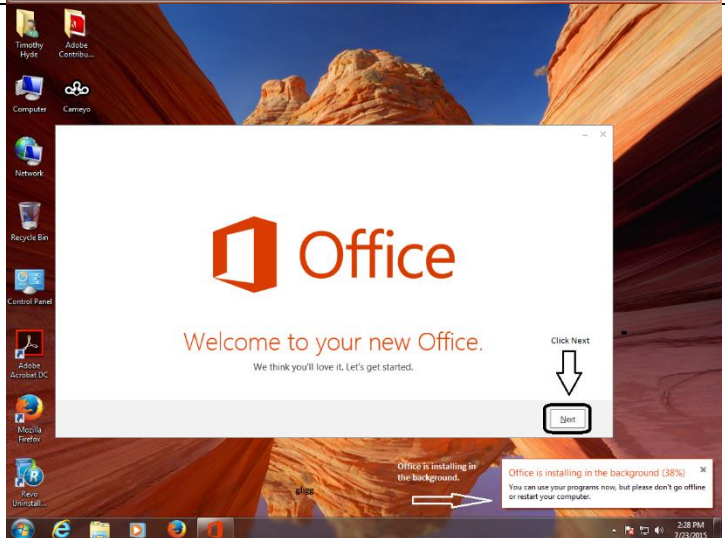 Timothy
Hyde
Adobe
Contribu...
Computer
Cameyo
Network
Recycle Bin
Control Panel
Adobe
Acrobat DC
Mozilla
Firefox
Revo
Uninstall...
Office
Welcome to your new Office.
We think you'll love it. Let's get started.
Click Next
Next
Office is installing in
the background.
Office is installing in the background (38%)
You can use your programs now, but please don't go offline
or restart your computer.
2:28 PM
7/23/2015